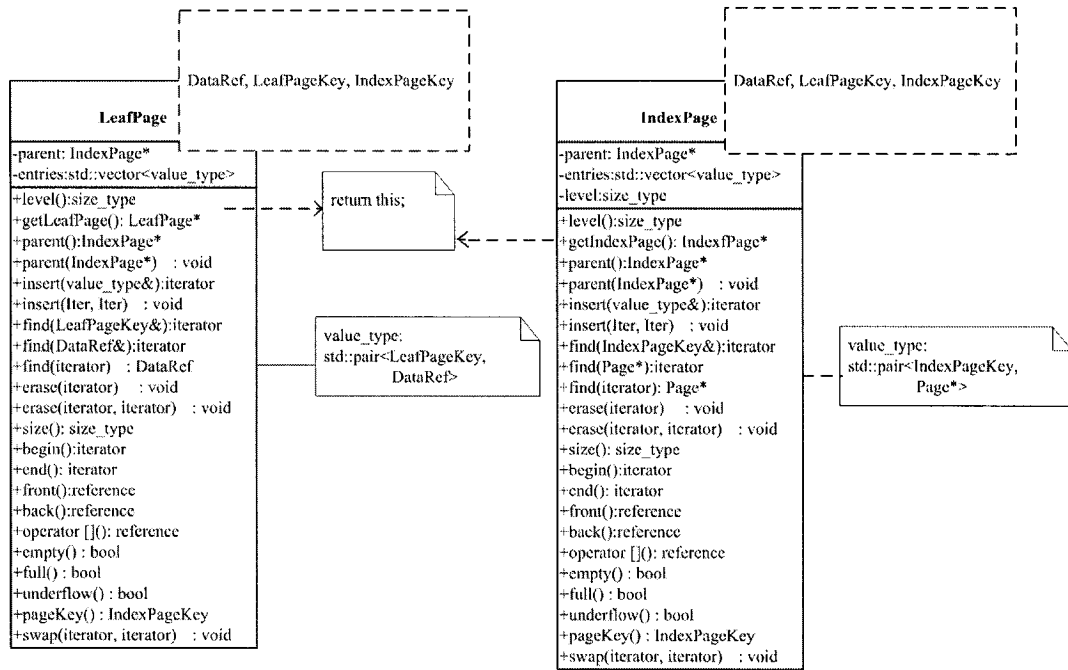 DataRef, LeafPageKey, IndexPageKey
LeafPage
-parent: IndexPage*
-entries:std::vector<value_type>
+level():size_type
+getLeafPage(): LeafPage*
+parent():IndexPage*
+parent(IndexPage*) : void
+insert(value_type&):iterator
+insert(Iter, Iter) : void
+find(LeafPageKey&):iterator
+find(DataRef&):iterator
+find(iterator) : DataRef
+erase(iterator) : void
+erase(iterator, iterator) : void
+size(): size_type
+begin():iterator
+end(): iterator
+front():reference
+back():reference
+operator [](): reference
+empty() : bool
+full() : bool
+underflow() : bool
+pageKey() : IndexPageKey
+swap(iterator, iterator) : void
return this;
value_type:
std::pair<LeafPageKey,
DataRef>
DataRef, LeafPageKey, IndexPageKey
IndexPage
-parent: IndexPage*
-entries:std::vector<value_type>
-level:size_type
+level():size_type
+getIndexPage(): IndexfPage*
+parent():IndexPage*
+parent(IndexPage*) : void
+insert(value_type&):iterator
+insert(Iter, Iter) : void
+find(IndexPageKey&):iterator
+find(Page*):iterator
+find(iterator): Page*
+erase(iterator) : void
+erase(iterator, iterator) : void
+size(): size_type
+begin():iterator
+end(): iterator
+front():reference
+back():reference
+operator [](): reference
+empty() : bool
+full() : bool
+underflow() : bool
+pageKey() : IndexPageKey
+swap(iterator, iterator) : void
value_type:
std::pair<IndexPageKey,
Page*>